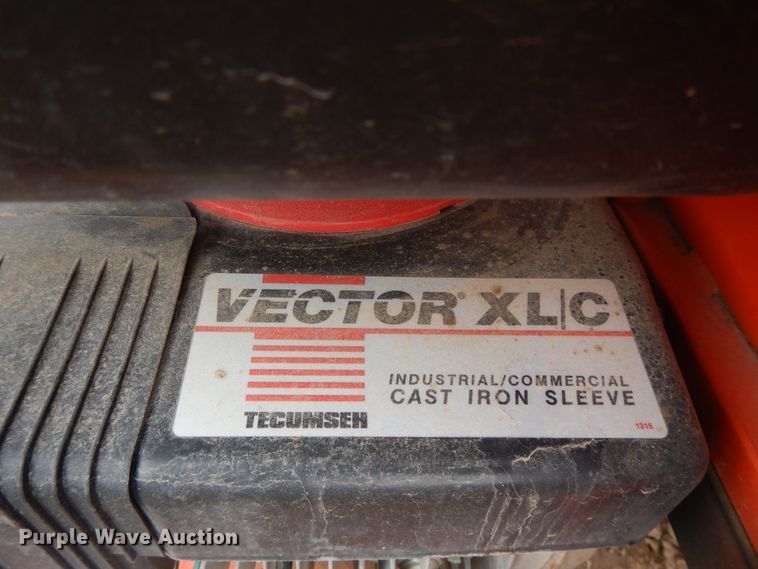 VECTOR® XL/C
INDUSTRIAL/COMMERCIAL
CAST IRON SLEEVE
TECUMSEH
1315
Purple Wave Auction